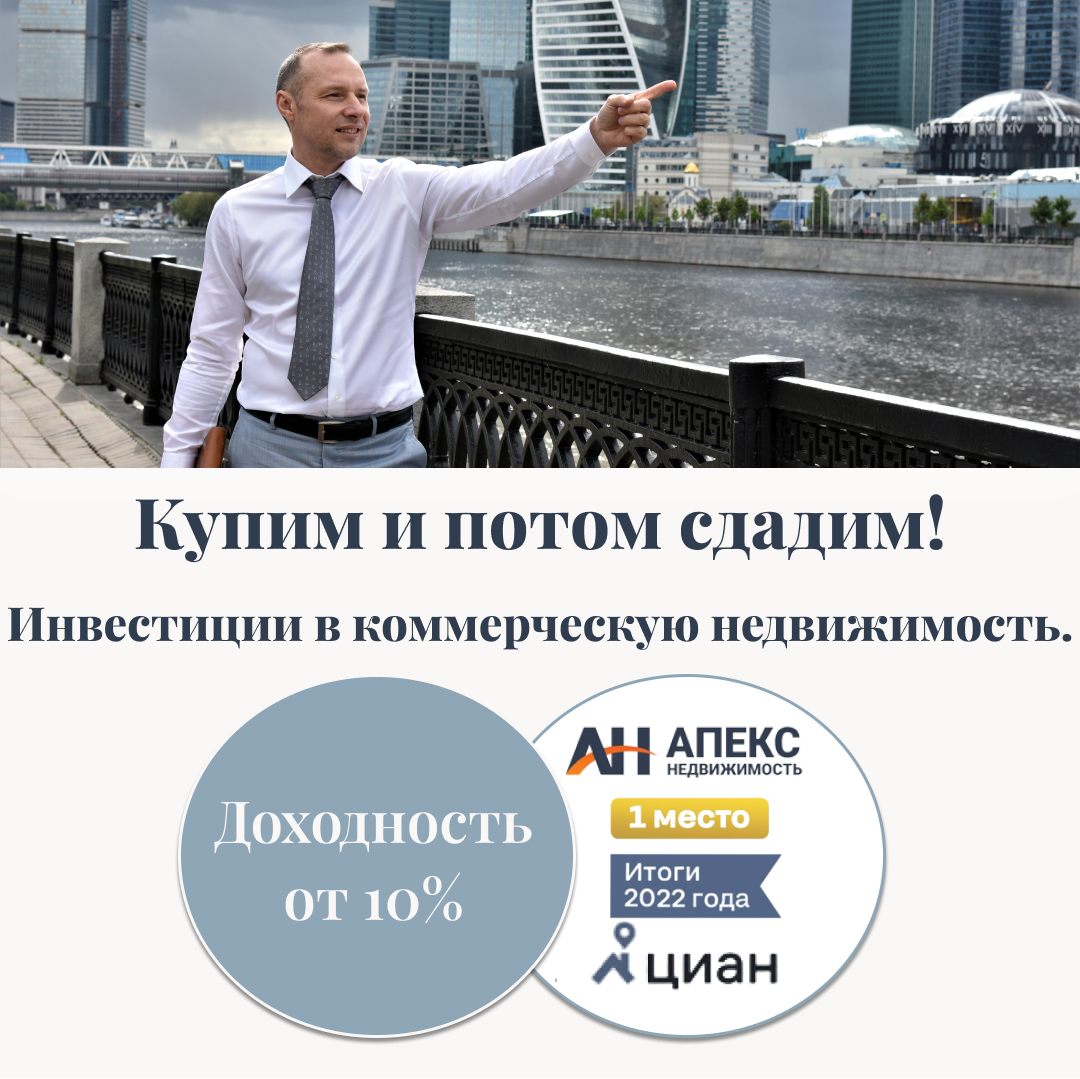 Купим и потом сдадим!
Инвестиции в коммерческую недвижимость.
Доходность
от 10%
АН АПЕКС
НЕДВИЖИМОСТЬ
1 место
Итоги
2022 года
циан